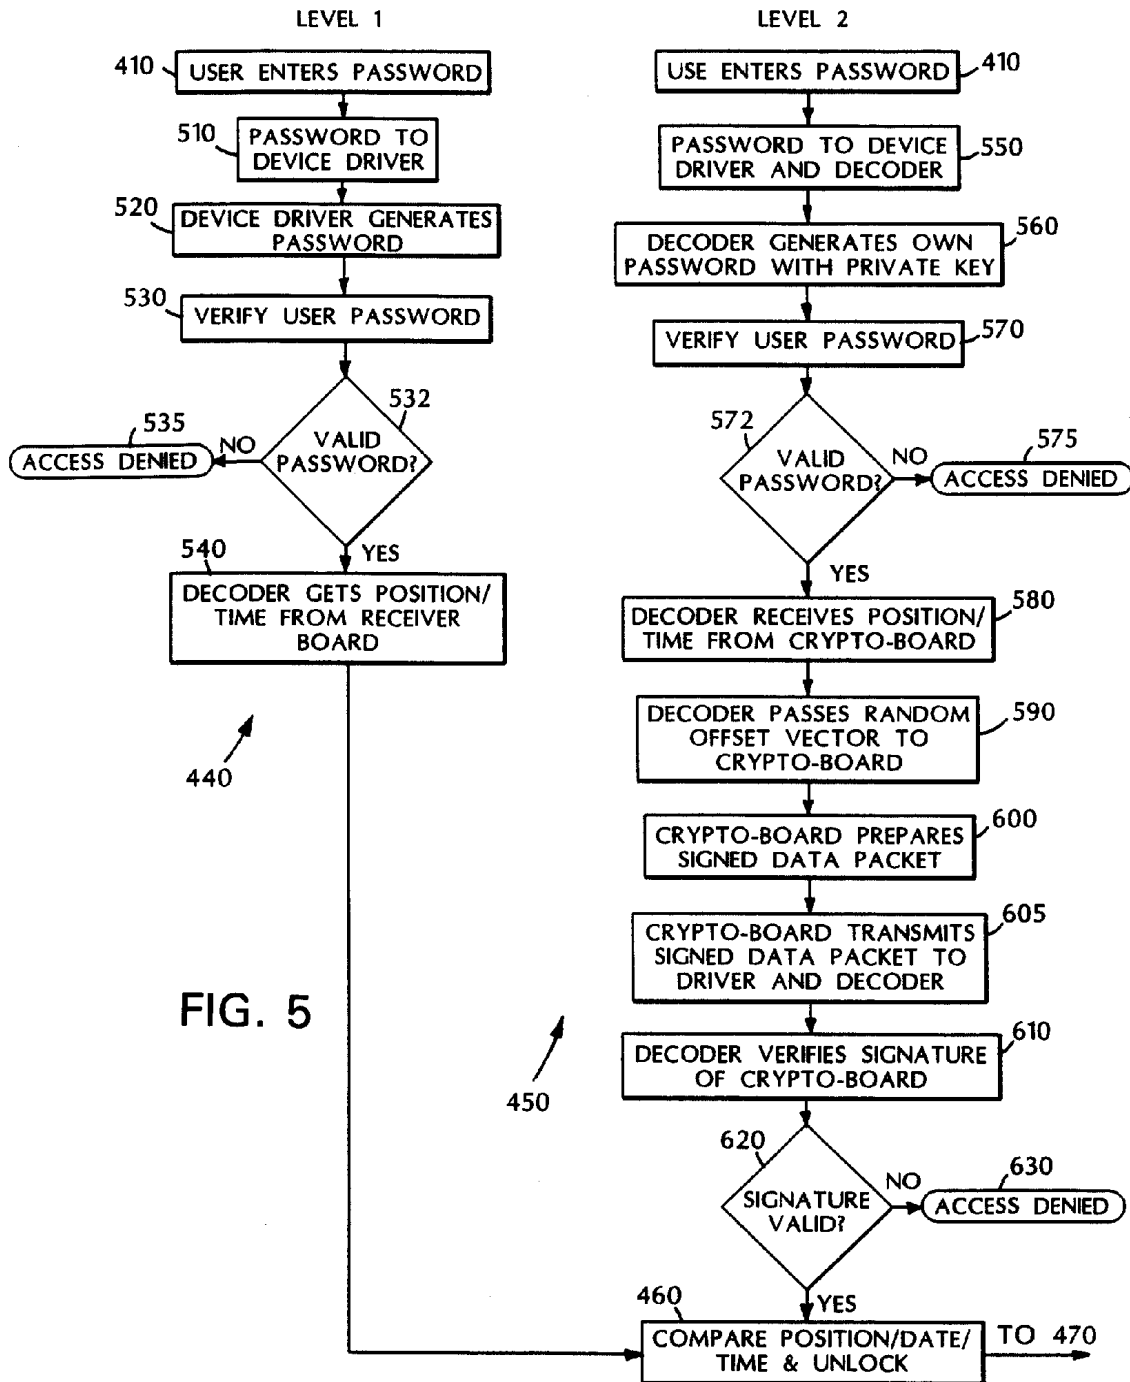 LEVEL 1
410
USER ENTERS PASSWORD
510
PASSWORD TO
DEVICE DRIVER
520
DEVICE DRIVER GENERATES
PASSWORD
530
VERIFY USER PASSWORD
532
VALID
PASSWORD?
NO
535
ACCESS DENIED
YES
540
DECODER GETS POSITION/
TIME FROM RECEIVER
BOARD
440
FIG. 5
LEVEL 2
USE ENTERS PASSWORD
410
PASSWORD TO DEVICE
DRIVER AND DECODER
550
DECODER GENERATES OWN
PASSWORD WITH PRIVATE KEY
560
VERIFY USER PASSWORD
570
572
VALID
PASSWORD?
NO
575
ACCESS DENIED
YES
DECODER RECEIVES POSITION/
TIME FROM CRYPTO-BOARD
580
DECODER PASSES RANDOM
OFFSET VECTOR TO
CRYPTO-BOARD
590
CRYPTO-BOARD PREPARES
SIGNED DATA PACKET
600
CRYPTO-BOARD TRANSMITS
SIGNED DATA PACKET TO
DRIVER AND DECODER
605
DECODER VERIFIES SIGNATURE
OF CRYPTO-BOARD
610
450
620
SIGNATURE
VALID?
NO
630
ACCESS DENIED
YES
460
COMPARE POSITION/DATE/
TIME & UNLOCK
TO 470